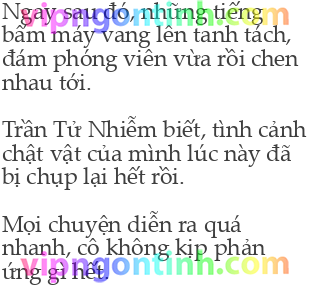 Ngay sau đó, những tiếng
vipngontinh.com
bấm máy vang lên tanh tách,
đám phóng viên vừa rồi chen
nhau tới.
Trần Tử Nhiễm biết, tình cảnh
chật vật của mình lúc này đã
bị chụp lại hết rồi.
Mọi chuyện diễn ra quá
nhanh, cô không kịp phản
vipngontinh.com
ứng gì hết.